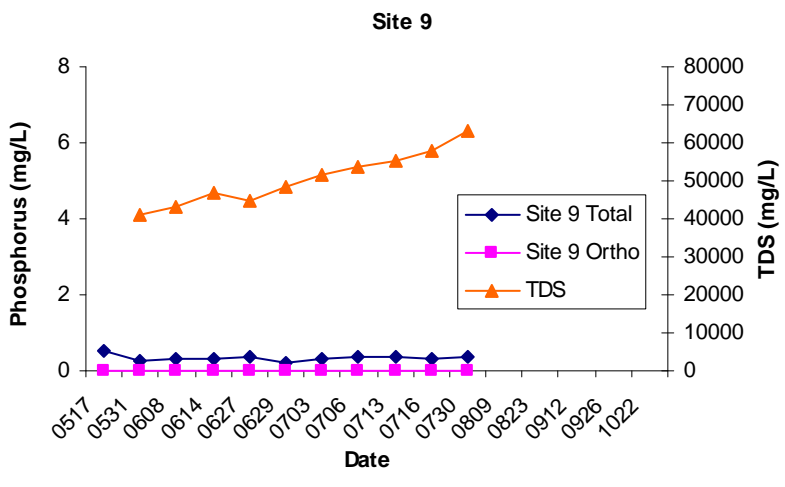 Site 9
Phosphorus (mg/L)
8
6
4
2
0
80000
70000
60000
50000
40000
30000
20000
10000
0
TDS (mg/L)
Site 9 Total
Site 9 Ortho
TDS
0517 0531 0608 0614 0627 0629 0703 0706 0713 0716 0730 0809 0823 0912 0926 1022
Date